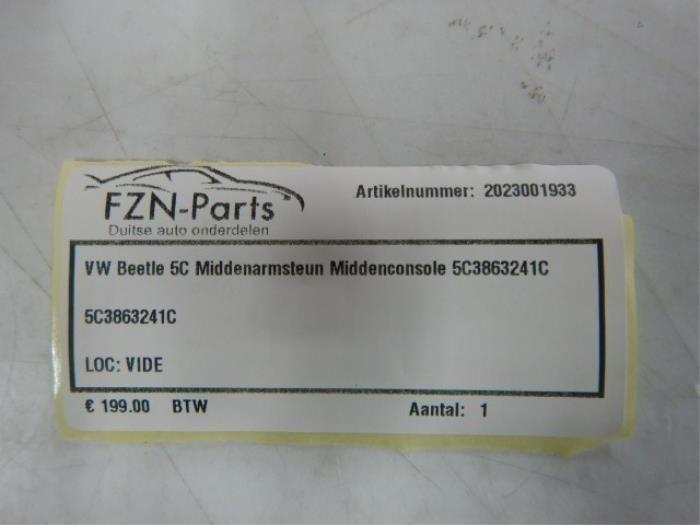 FZN-Parts
Duitse auto onderdelen
Artikelnummer: 2023001933
VW Beetle 5C Middenarmsteun Middenconsole 5C3863241C
5C3863241C
LOC: VIDE
€ 199.00 BTW Aantal: 1